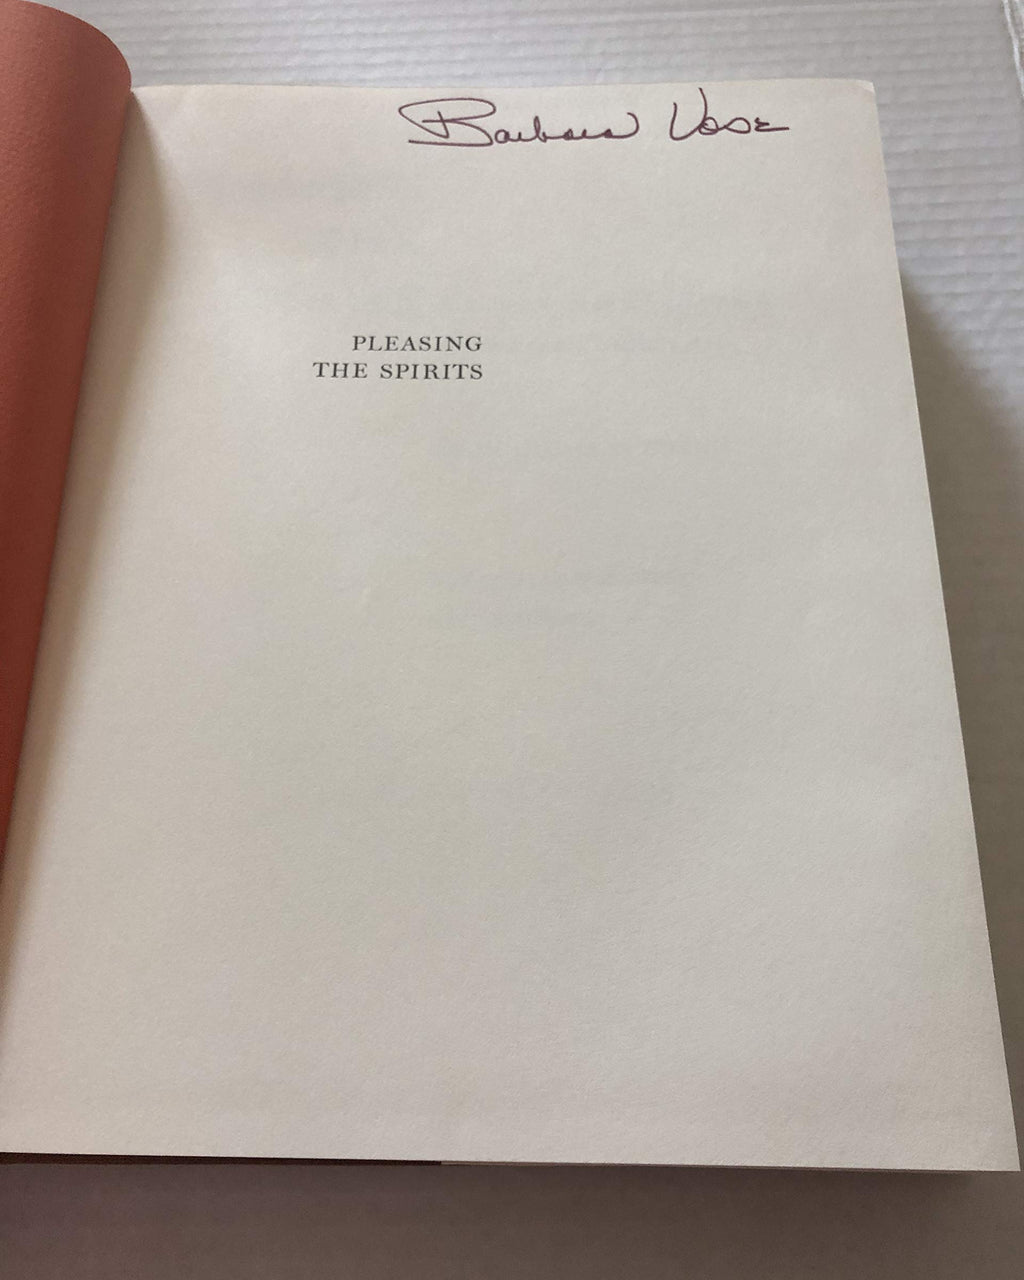 Barbara Vose
PLEASING
THE SPIRITS